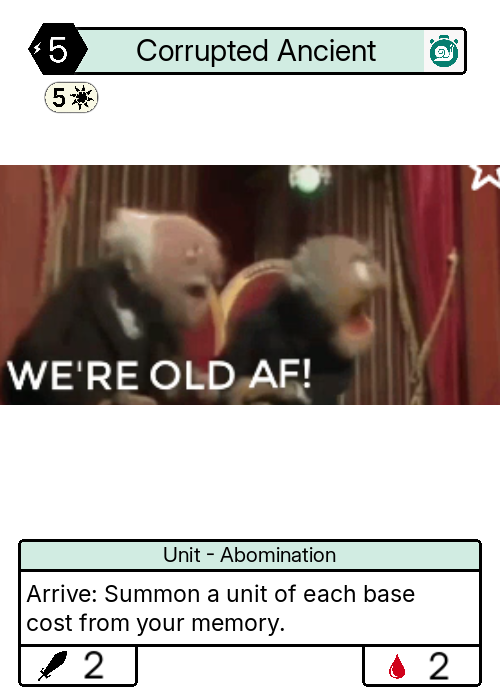 5 Corrupted Ancient
5
WE'RE OLD AF!
Unit - Abomination
Arrive: Summon a unit of each base
cost from your memory.
2 2